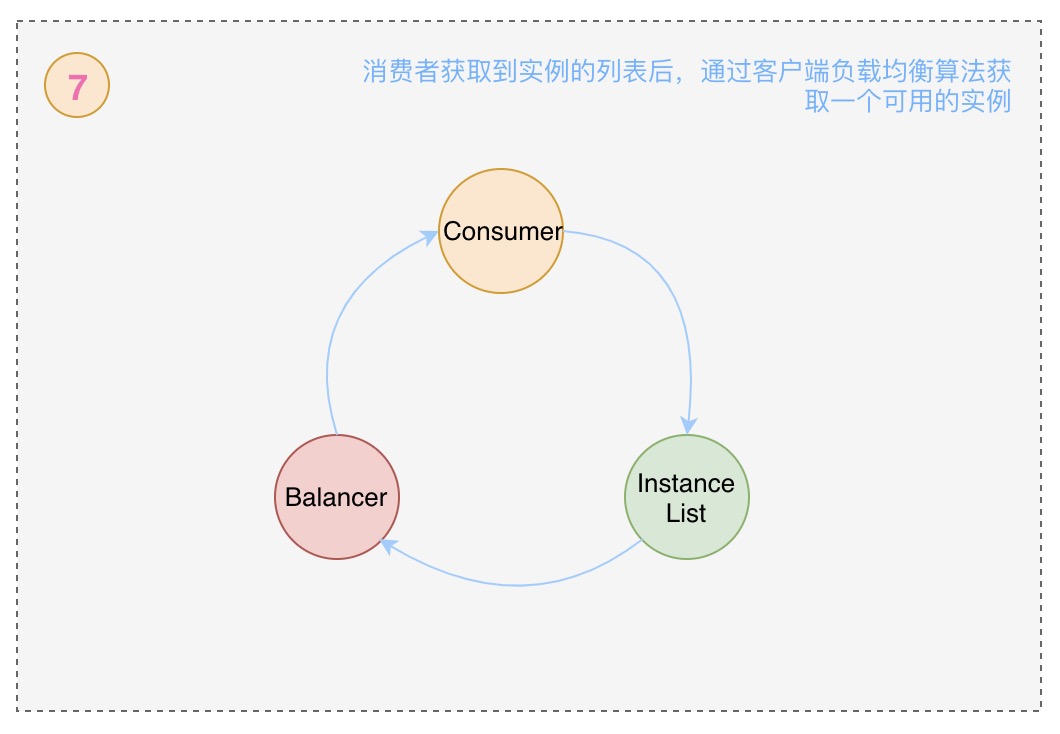 7
消费者获取到实例的列表后，通过客户端负载均衡算法获
取一个可用的实例
Consumer
Balancer
Instance
List